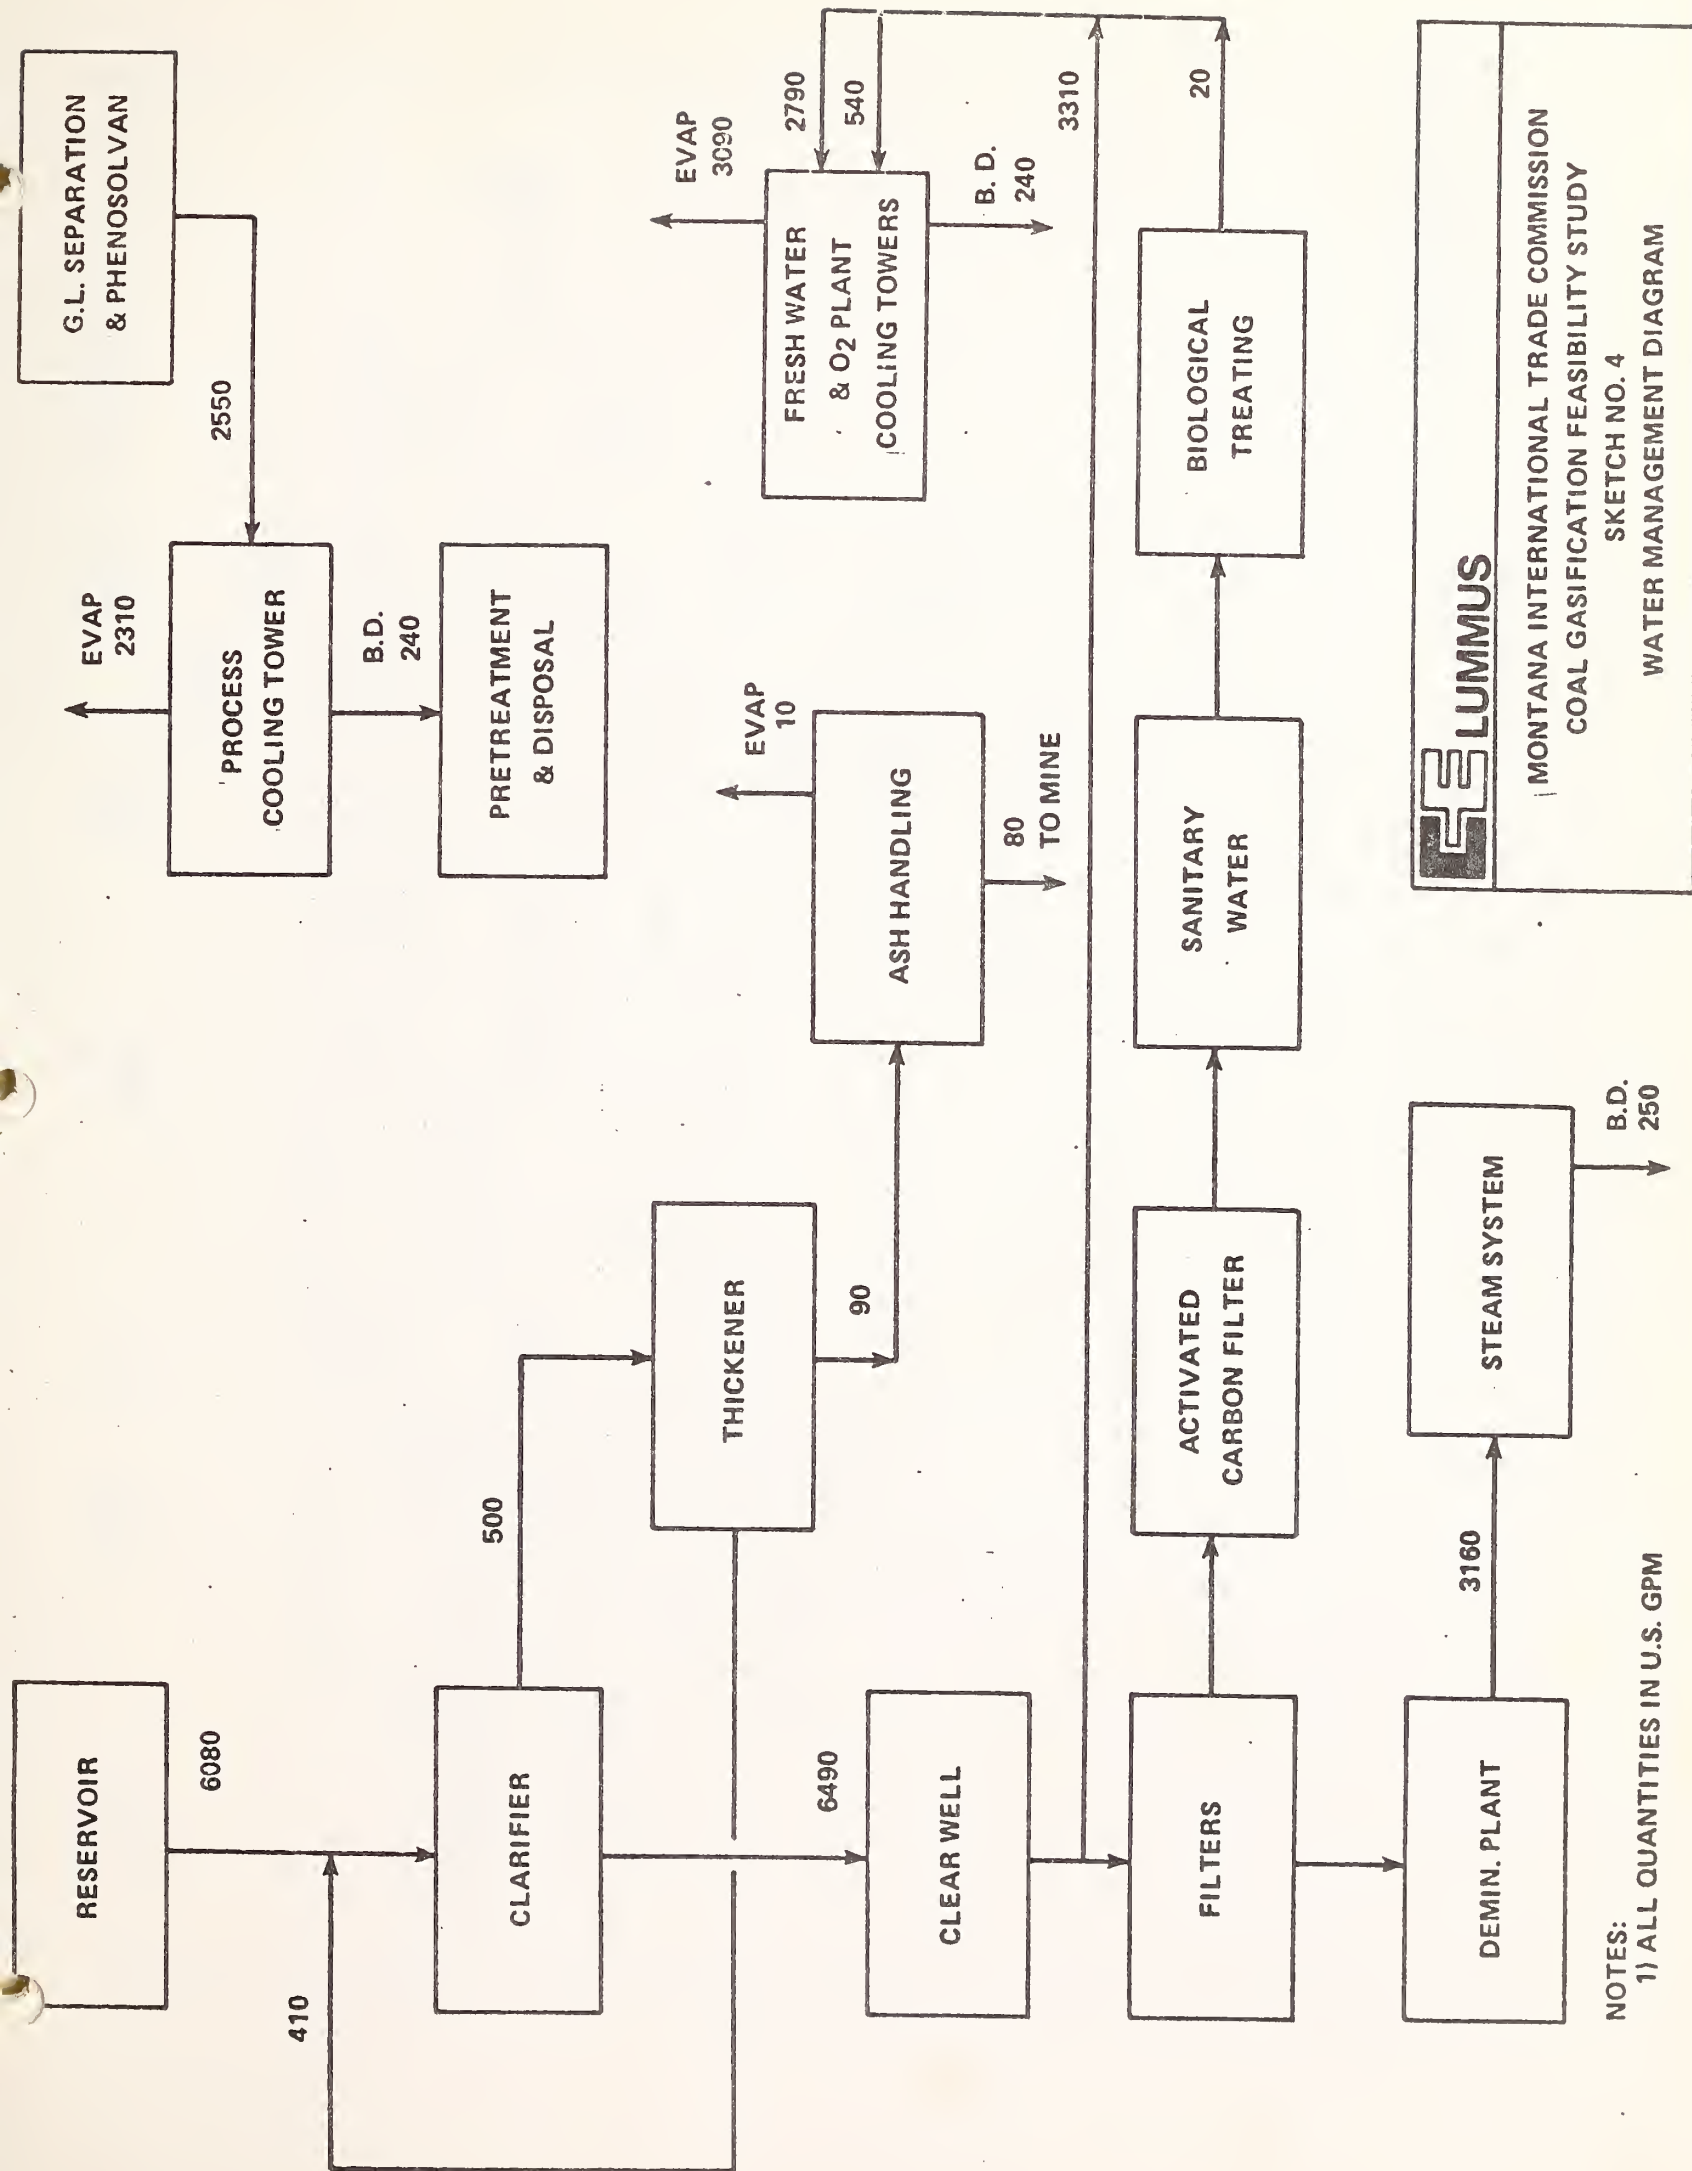 RESERVOIR
6080
410
CLARIFIER
500
THICKENER
90
6490
CLEAR WELL
FILTERS
DEMIN. PLANT
3160
STEAM SYSTEM
B.D.
250
ACTIVATED
CARBON FILTER
SANITARY
WATER
BIOLOGICAL
TREATING
20
3310
G.L. SEPARATION
& PHENOSOLVAN
2550
EVAP
2310
PROCESS
COOLING TOWER
B.D.
240
PRETREATMENT
& DISPOSAL
EVAP
10
ASH HANDLING
80
TO MINE
EVAP
3090
2790
540
FRESH WATER
& O2 PLANT
COOLING TOWERS
B. D.
240
NOTES:
1) ALL QUANTITIES IN U.S. GPM
CE LUMMUS
MONTANA INTERNATIONAL TRADE COMMISSION
COAL GASIFICATION FEASIBILITY STUDY
SKETCH NO. 4
WATER MANAGEMENT DIAGRAM